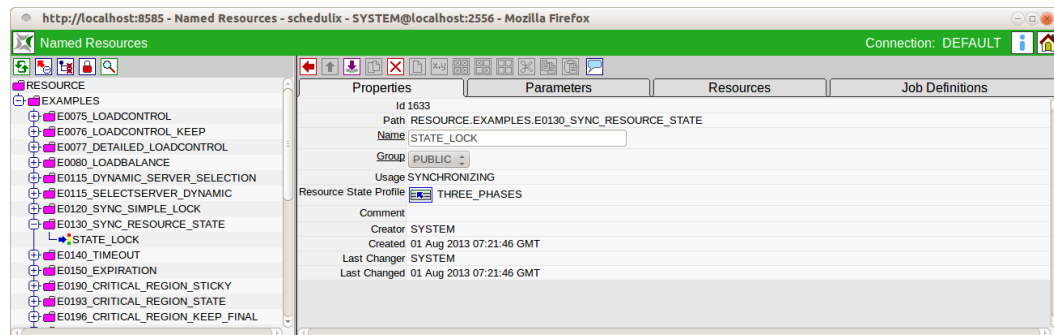 http://localhost:8585 - Named Resources - schedulix - SYSTEM@localhost:2556 - Mozilla Firefox
Named Resources
Connection: DEFAULT
RESOURCE
EXAMPLES
E0075_LOADCONTROL
E0076_LOADCONTROL_KEEP
E0077_DETAILED_LOADCONTROL
E0080_LOADBALANCE
E0115_DYNAMIC_SERVER_SELECTION
E0115_SELECTSERVER_DYNAMIC
E0120_SYNC_SIMPLE_LOCK
E0130_SYNC_RESOURCE_STATE
STATE_LOCK
E0140_TIMEOUT
E0150_EXPIRATION
E0190_CRITICAL_REGION_STICKY
E0193_CRITICAL_REGION_STATE
E0196_CRITICAL_REGION_KEEP_FINAL
x,y
Properties Parameters Resources Job Definitions
Id 1633
Path RESOURCE.EXAMPLES.E0130_SYNC_RESOURCE_STATE
Name STATE_LOCK
Group PUBLIC
Usage SYNCHRONIZING
Resource State Profile THREE_PHASES
Comment
Creator SYSTEM
Created 01 Aug 2013 07:21:46 GMT
Last Changer SYSTEM
Last Changed 01 Aug 2013 07:21:46 GMT